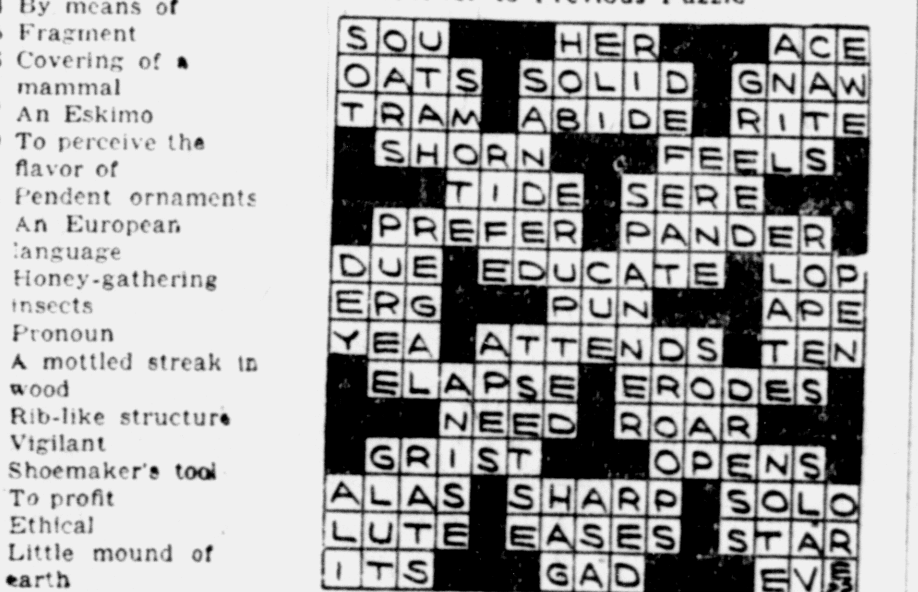 By means of
Fragment
Covering of a
mammal
An Eskimo
To perceive the
flavor of
Pendent ornaments
An European
language
Honey-gathering
insects
Pronoun
A mottled streak in
wood
Rib-like structure
Vigilant
Shoemaker's tool
To profit
Ethical
Little mound of
earth
to Previous Puzzle
SOU HER ACE
OATS SOLID GNAW
TRAM ABIDE RITE
SHORN FEELS
TIDE SERE
PREFER PANDER
DUE EDUCATE LOP
ERG PUN APE
YEA ATTENDS TEN
ELAPSE ERODES
NEED ROAR
GRIST OPENS
ALAS SHARP SOLO
LUTE EASES STAR
ITS GAD EVE